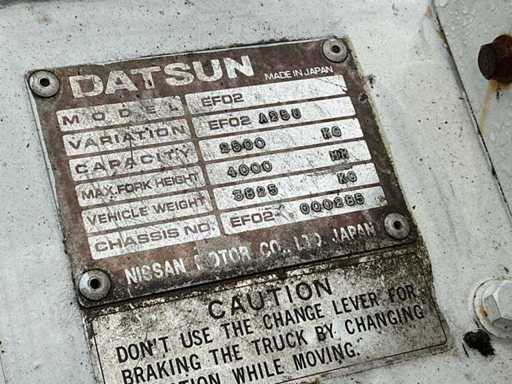 DATSUN MADE IN JAPAN
MODEL EF02
VARIATION EF02 A25U
CAPACITY 2500 KG
MAX.FORK HEIGHT 4000 MM
VEHICLE WEIGHT 3625 KG
CHASSIS NO. EF02- 000285
NISSAN MOTOR CO., LTD. JAPAN
CAUTION
DON'T USE THE CHANGE LEVER FOR
BRAKING THE TRUCK BY CHANGING
WHILE MOVING.